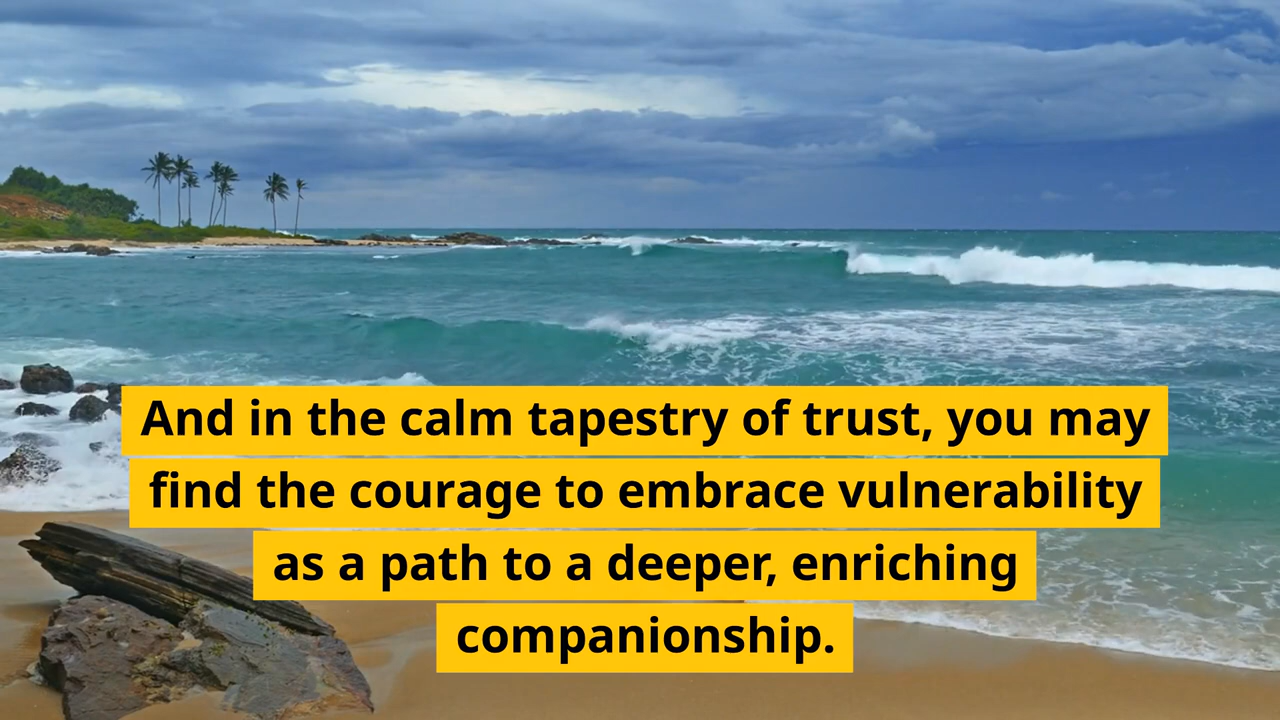 And in the calm tapestry of trust, you may
find the courage to embrace vulnerability
as a path to a deeper, enriching
companionship.